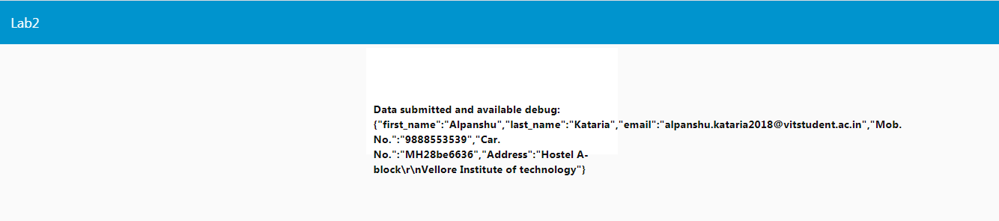 Lab2
Data submitted and available debug:
{"first_name":"Alpanshu","last_name":"Kataria","email":"alpanshu.kataria2018@vitstudent.ac.in","Mob.
No.":"9888553539","Car.
No.":"MH28be6636","Address":"Hostel A-
block\r\nVellore Institute of technology"}